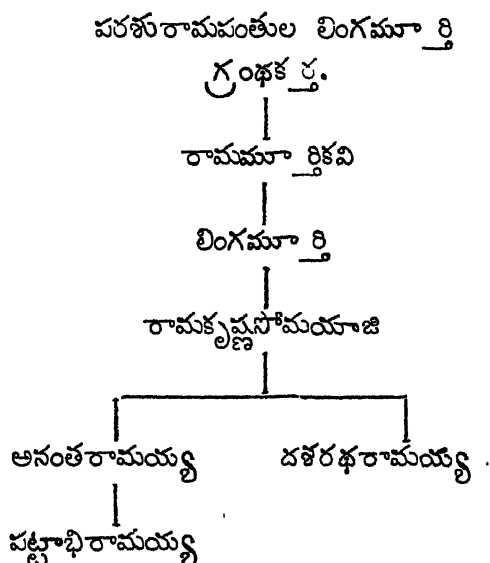 పరశురామపంతుల లింగమూర్తి
గ్రంథకర్త.
రామమూర్తికవి
లింగమూర్తి
రామకృష్ణసోమయాజి
అనంతరామయ్య దశరథరామయ్య.
పట్టాభిరామయ్య